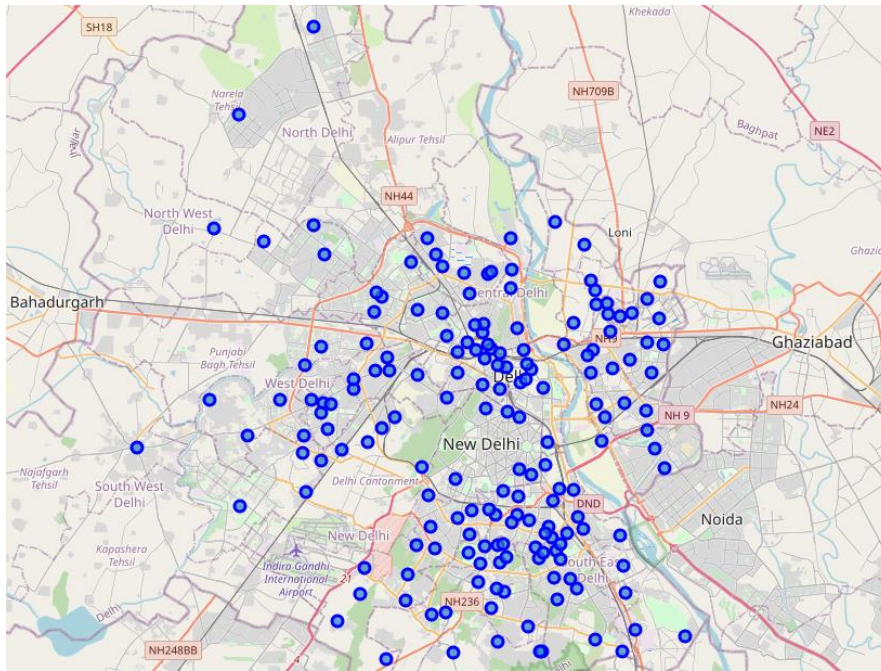 SH18
Khekada
Narela
Tehsil
NH709B
Jhajjar
North Delhi
Alipur Tehsil
NE2
Baghpat
NH44
North West
Delhi
Loni
Bahadurgarh
Central Delhi
NH9
Ghaziabad
Punjabi
Bagh Tehsil
West Delhi
Delhi
NH24
NH 9
New Delhi
Najafgarh
Tehsil
South West
Delhi
Delhi Cantonment
DND
Noida
New Delhi
Kapashera
Tehsil
Indira Gandhi
International
Airport
21
South East
Delhi
Delhi
NH236
NH248BB